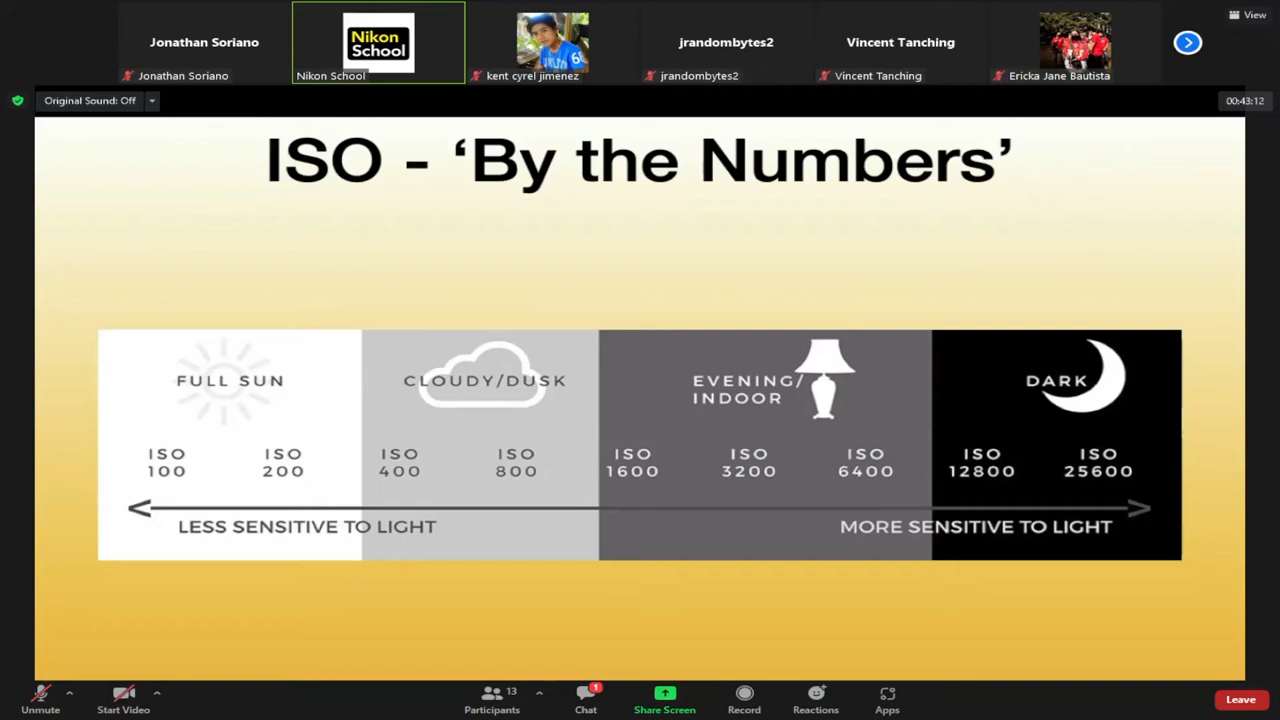 View
Jonathan Soriano
Nikon
School
jrandombytes2
Vincent Tanching
Jonathan Soriano
Nikon School
kent cyrel jimenez
jrandombytes2
Vincent Tanching
Ericka Jane Bautista
Original Sound: Off
00:43:12
ISO - ‘By the Numbers’
FULL SUN
CLOUDY/DUSK
EVENING/
INDOOR
DARK
ISO
100
ISO
200
ISO
400
ISO
800
ISO
1600
ISO
3200
ISO
6400
ISO
12800
ISO
25600
LESS SENSITIVE TO LIGHT
MORE SENSITIVE TO LIGHT
Unmute
Start Video
13
Participants
1
Chat
Share Screen
Record
Reactions
Apps
Leave